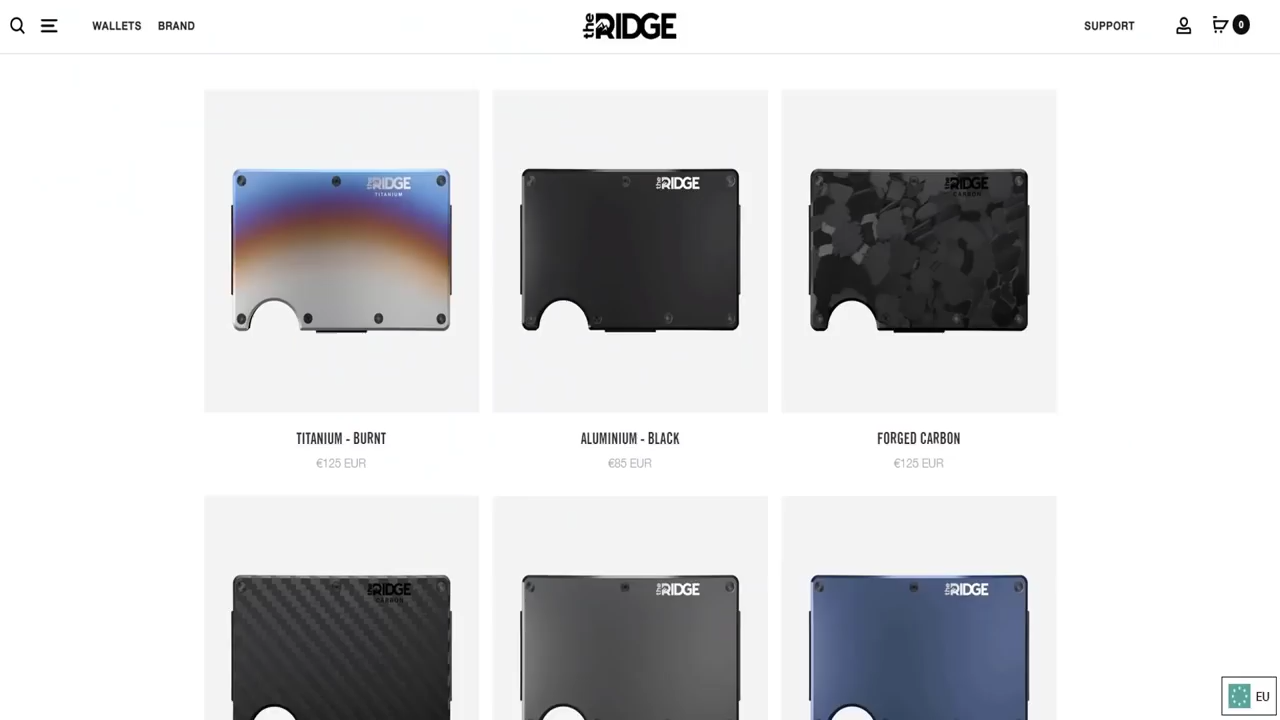 WALLETS BRAND
the RIDGE
SUPPORT
0
the RIDGE
TITANIUM
the RIDGE
the RIDGE
CARBON
TITANIUM - BURNT
€125 EUR
ALUMINIUM - BLACK
€85 EUR
FORGED CARBON
€125 EUR
the RIDGE
CARBON
the RIDGE
the RIDGE
EU